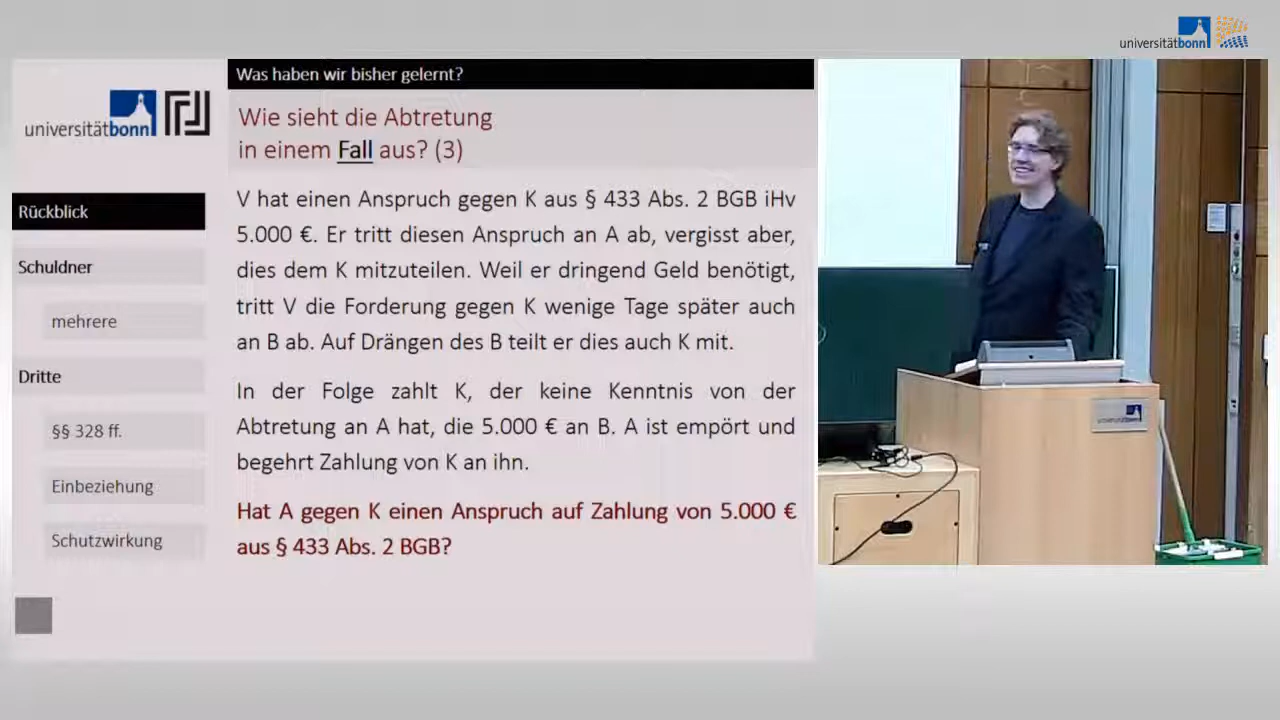 universitätbonn
Was haben wir bisher gelernt?
universitätbonn
Wie sieht die Abtretung
in einem Fall aus? (3)
Rückblick
Schuldner
mehrere
Dritte
§§ 328 ff.
Einbeziehung
Schutzwirkung
V hat einen Anspruch gegen K aus § 433 Abs. 2 BGB iHv
5.000 €. Er tritt diesen Anspruch an A ab, vergisst aber,
dies dem K mitzuteilen. Weil er dringend Geld benötigt,
tritt V die Forderung gegen K wenige Tage später auch
an B ab. Auf Drängen des B teilt er dies auch K mit.
In der Folge zahlt K, der keine Kenntnis von der
Abtretung an A hat, die 5.000 € an B. A ist empört und
begehrt Zahlung von K an ihn.
Hat A gegen K einen Anspruch auf Zahlung von 5.000 €
aus § 433 Abs. 2 BGB?
universitätbonn